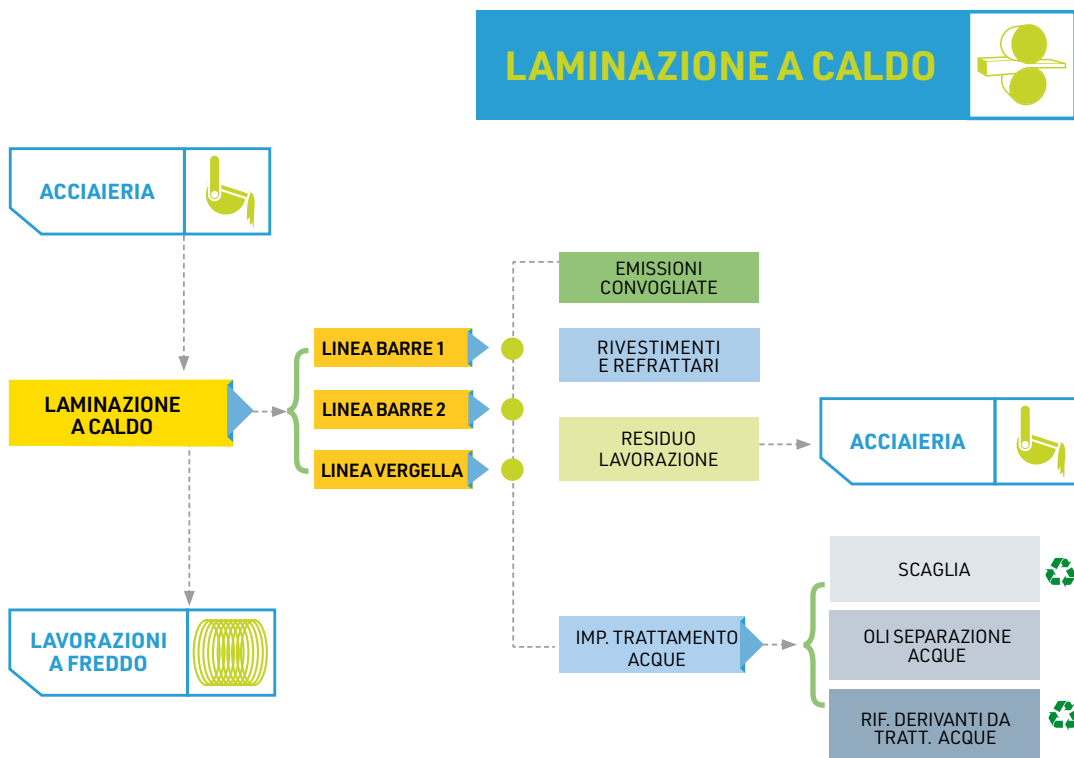 LAMINAZIONE A CALDO
ACCIAIERIA
EMISSIONI
CONVOGLIATE
LINEA BARRE 1
RIVESTIMENTI
E REFRATTARI
LAMINAZIONE
A CALDO
LINEA BARRE 2
LINEA VERGELLA
RESIDUO
LAVORAZIONE
ACCIAIERIA
LAVORAZIONI
A FREDDO
IMP. TRATTAMENTO
ACQUE
SCAGLIA
OLI SEPARAZIONE
ACQUE
RIF. DERIVANTI DA
TRATT. ACQUE